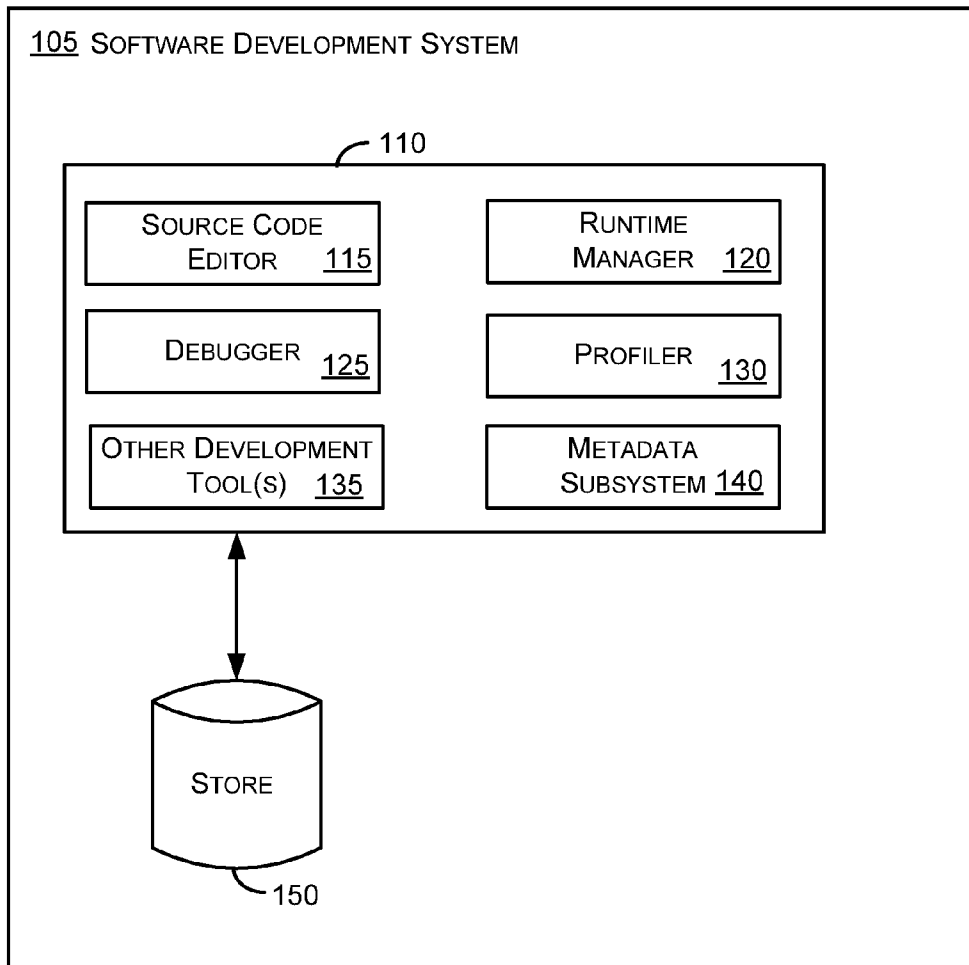 105 SOFTWARE DEVELOPMENT SYSTEM
110
SOURCE CODE
EDITOR 115
RUNTIME
MANAGER 120
DEBUGGER 125
PROFILER 130
OTHER DEVELOPMENT
TOOL(S) 135
METADATA
SUBSYSTEM 140
STORE
150